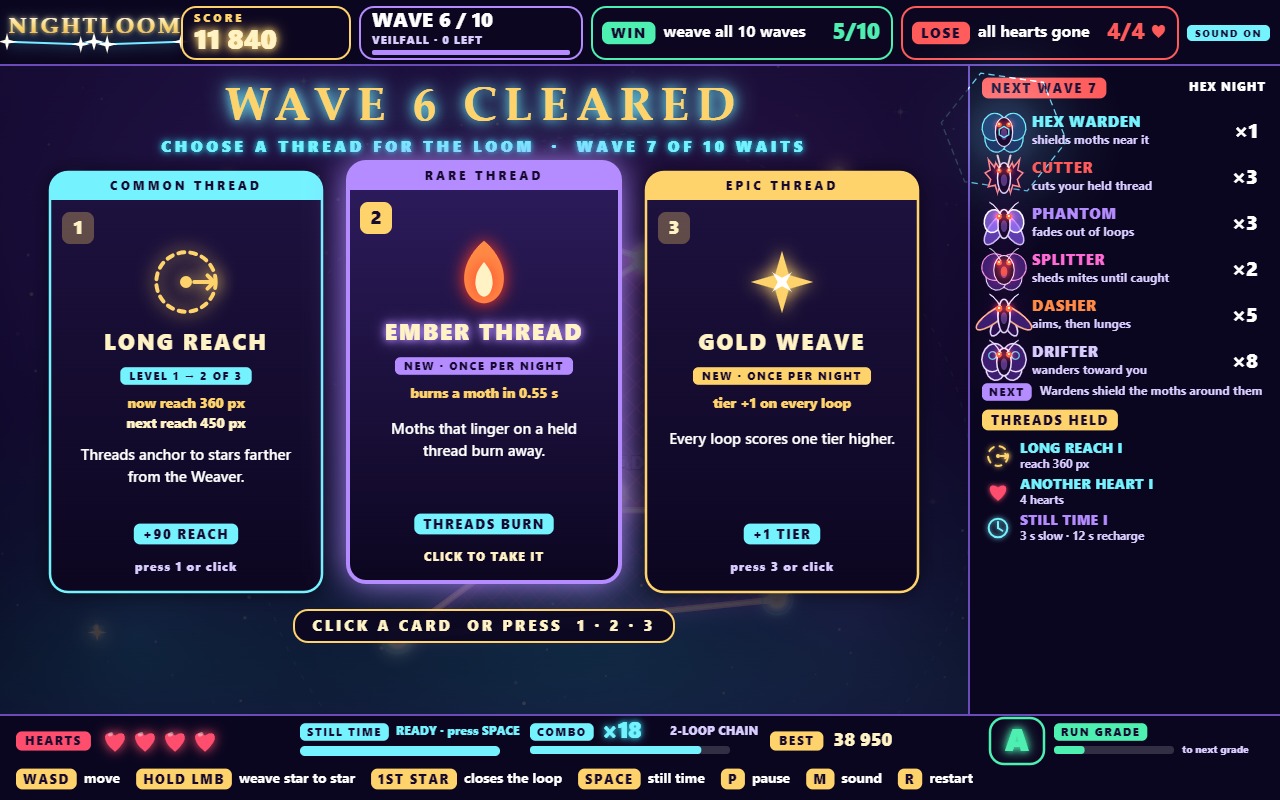 NIGHTLOOM
SCORE
11 840
WAVE 6 / 10
VEILFALL · 0 LEFT
WIN weave all 10 waves 5/10
LOSE all hearts gone 4/4 ♥
SOUND ON
WAVE 6 CLEARED
CHOOSE A THREAD FOR THE LOOM · WAVE 7 OF 10 WAITS
COMMON THREAD
1
LONG REACH
LEVEL 1 → 2 OF 3
now reach 360 px
next reach 450 px
Threads anchor to stars farther
from the Weaver.
+90 REACH
press 1 or click
RARE THREAD
2
EMBER THREAD
NEW · ONCE PER NIGHT
burns a moth in 0.55 s
Moths that linger on a held
thread burn away.
THREADS BURN
CLICK TO TAKE IT
EPIC THREAD
3
GOLD WEAVE
NEW · ONCE PER NIGHT
tier +1 on every loop
Every loop scores one tier higher.
+1 TIER
press 3 or click
CLICK A CARD OR PRESS 1 · 2 · 3
NEXT WAVE 7 HEX NIGHT
HEX WARDEN
shields moths near it
×1
CUTTER
cuts your held thread
×3
PHANTOM
fades out of loops
×3
SPLITTER
sheds mites until caught
×2
DASHER
aims, then lunges
×5
DRIFTER
wanders toward you
×8
NEXT Wardens shield the moths around them
THREADS HELD
LONG REACH I
reach 360 px
ANOTHER HEART I
4 hearts
STILL TIME I
3 s slow · 12 s recharge
HEARTS
STILL TIME READY · press SPACE
COMBO ×18 2-LOOP CHAIN
BEST 38 950
A
RUN GRADE
to next grade
WASD move HOLD LMB weave star to star 1ST STAR closes the loop SPACE still time P pause M sound R restart